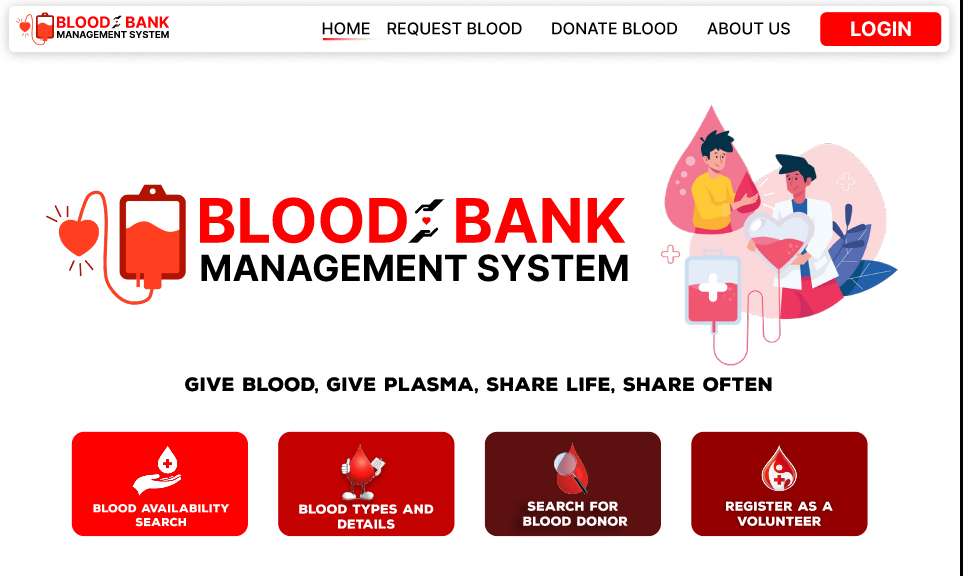 BLOOD BANK
MANAGEMENT SYSTEM
HOME
REQUEST BLOOD
DONATE BLOOD
ABOUT US
LOGIN
BLOOD BANK
MANAGEMENT SYSTEM
GIVE BLOOD, GIVE PLASMA, SHARE LIFE, SHARE OFTEN
BLOOD AVAILABILITY
SEARCH
BLOOD TYPES AND
DETAILS
SEARCH FOR
BLOOD DONOR
REGISTER AS A
VOLUNTEER